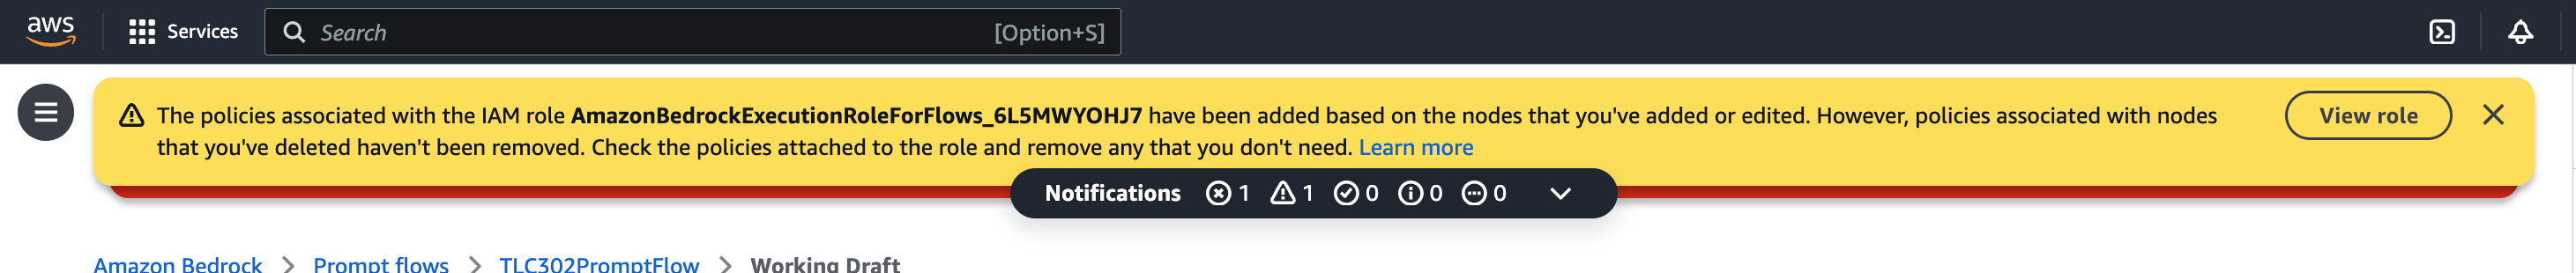 aws
Services
Search
[Option+S]
The policies associated with the IAM role AmazonBedrockExecutionRoleForFlows_6L5MWYOHJ7 have been added based on the nodes that you've added or edited. However, policies associated with nodes
that you've deleted haven't been removed. Check the policies attached to the role and remove any that you don't need. Learn more
View role
Notifications 1 1 0 0 0
Amazon Bedrock > Prompt flows > TLC302PromptFlow > Working Draft